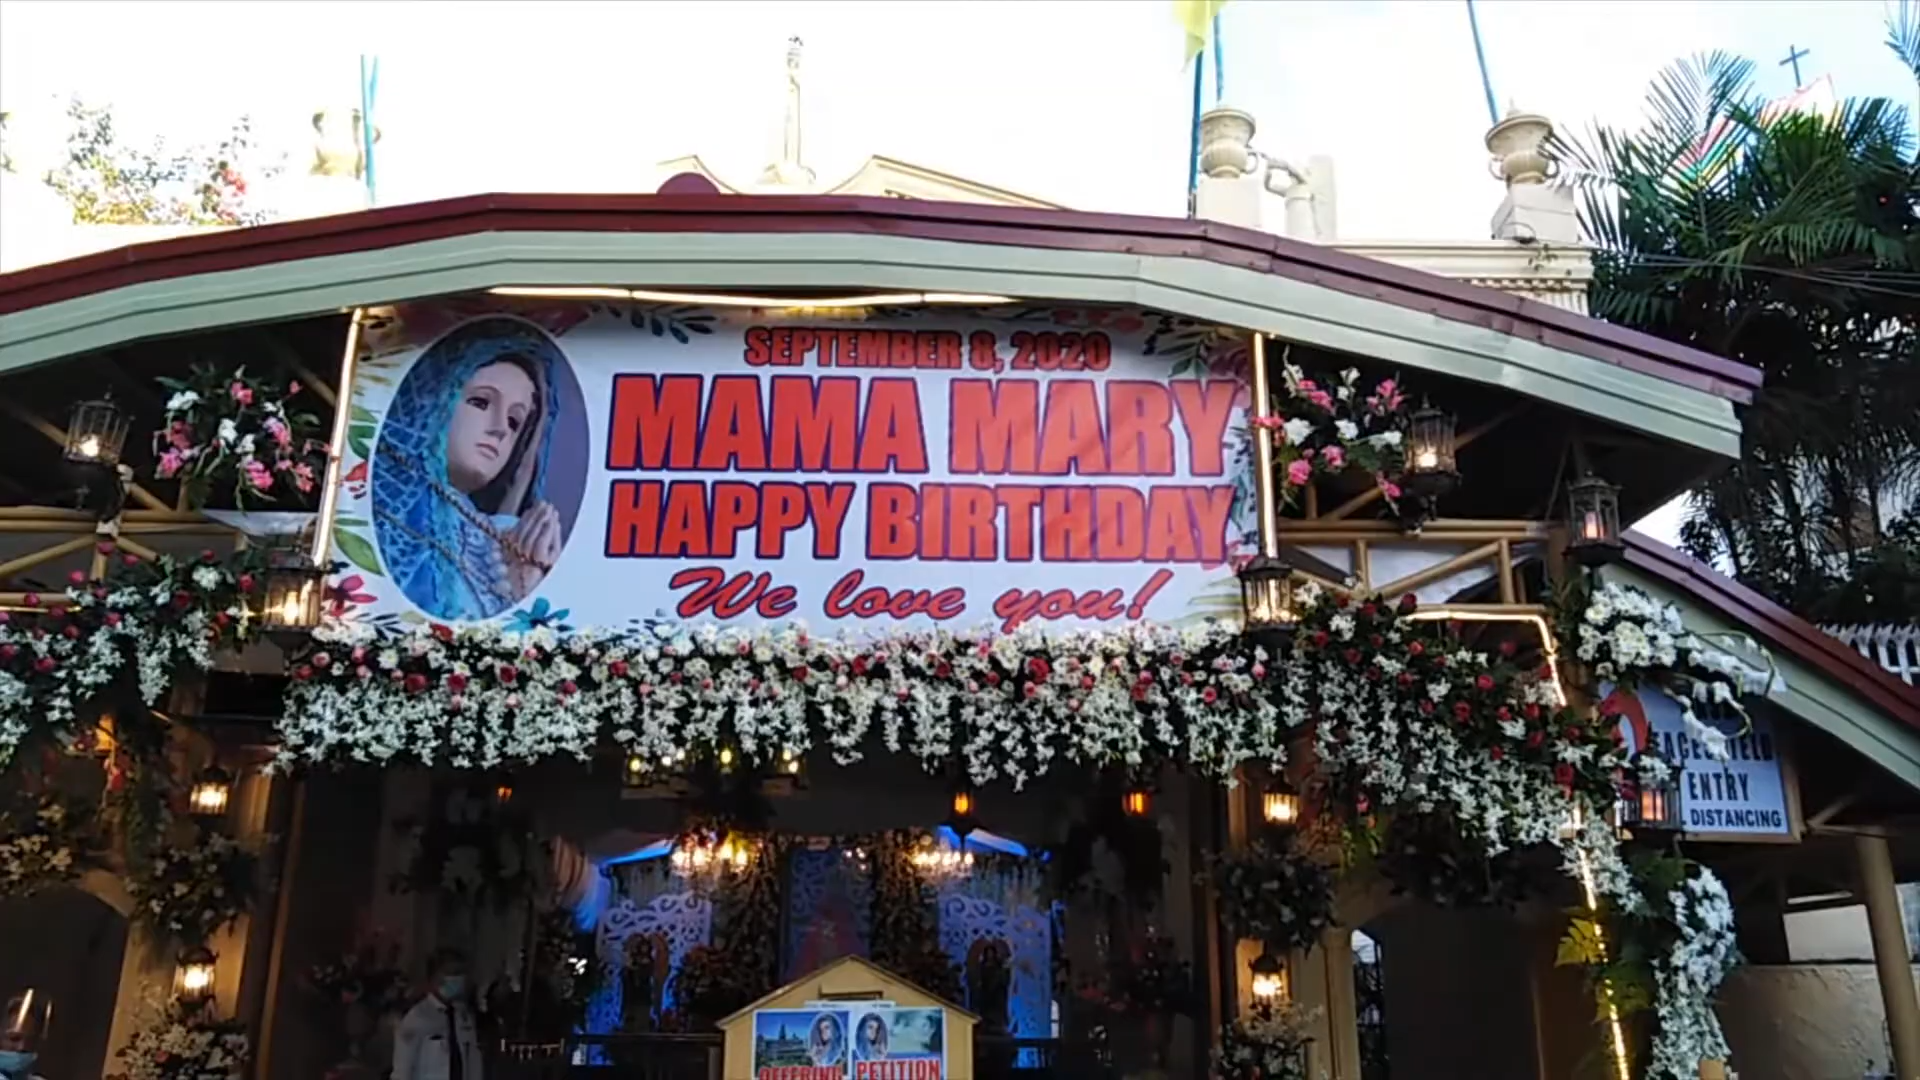 SEPTEMBER 8, 2020
MAMA MARY
HAPPY BIRTHDAY
We love you!
ENTRY
DISTANCING
OFFERING
PETITION